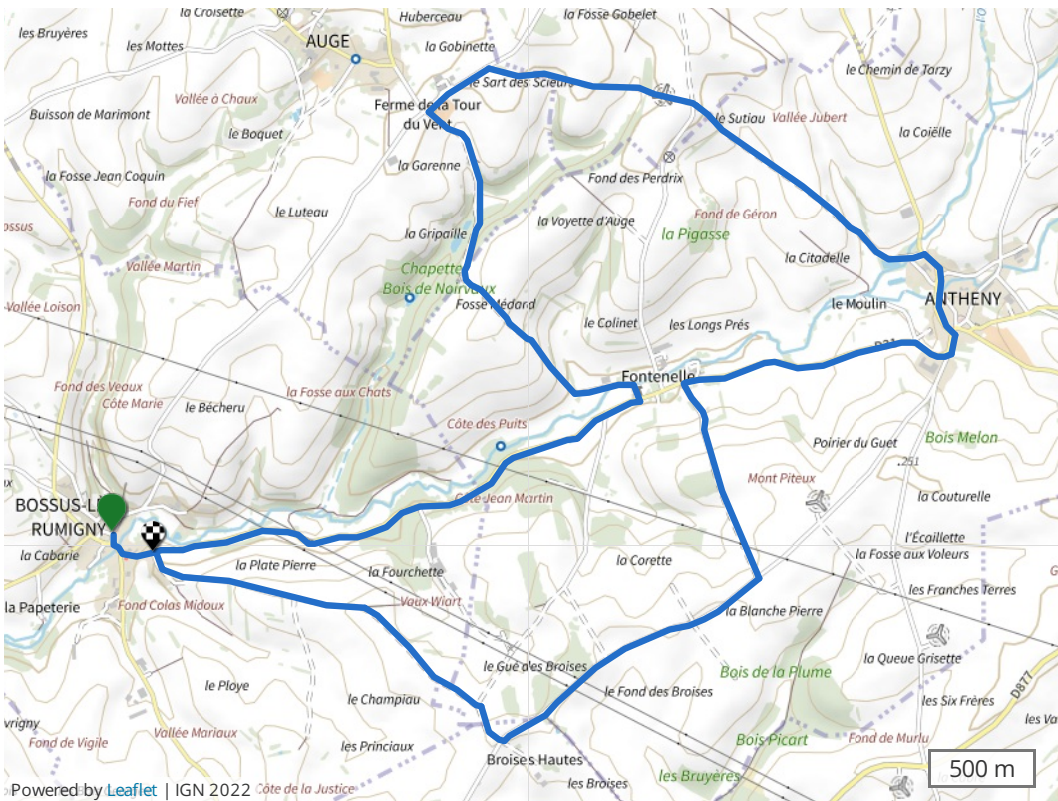 la Croisette
Huberceau
la Fosse Gobelet
les Bruyères
les Mottes
AUGE
la Gobinette
le Chemin de Tarzy
le Sart des Scieurs
Vallée à Chaux
Ferme de la Tour
du Vent
Buisson de Marimont
le Sutiau
Vallée Jubert
le Boquet
la Coiëlle
la Garenne
la Fosse Jean Coquin
Fond des Perdrix
Fond du Fief
le Luteau
la Voyette d'Auge
Fond de Géron
la Gripaille
la Pigasse
la Citadelle
Vallée Martin
Chapette
Bois de Noirvaux
Vallée Loison
Fosse Médard
le Moulin
ANTHENY
le Colinet
les Longs Prés
Fontenelle
Fond des Veaux
la Fosse aux Chats
Côte Marie
le Bécheru
Côte des Puits
Poirier du Guet
Bois Melon
251
Mont Piteux
Côte Jean Martin
la Couturelle
BOSSUS-LÈS
RUMIGNY
l'Écaillette
la Fosse aux Voleurs
la Cabarie
la Plate Pierre
la Fourchette
la Corette
les Franches Terres
Vaux Wiart
la Papeterie
Fond Colas Midoux
la Blanche Pierre
le Gué des Broises
la Queue Grisette
Bois de la Plume
le Ploye
le Fond des Broises
D877
le Champiau
les Six Frères
Vallée Mariaux
Fond de Vigile
les Princiaux
Bois Picart
Fond de Murlu
Broises Hautes
les Broises
les Bruyères
500 m
Powered by Leaflet | IGN 2022
Côte de la Justice